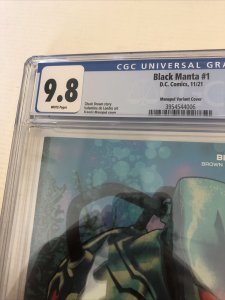 CGC UNIVERSAL GRA
9.8
WHITE Pages
Chuck Brown story
Valentine de Landro art
Francis Manapul cover
Black Manta #1
D.C. Comics, 11/21
Manapul Variant Cover
3954544006
BL
BROWN